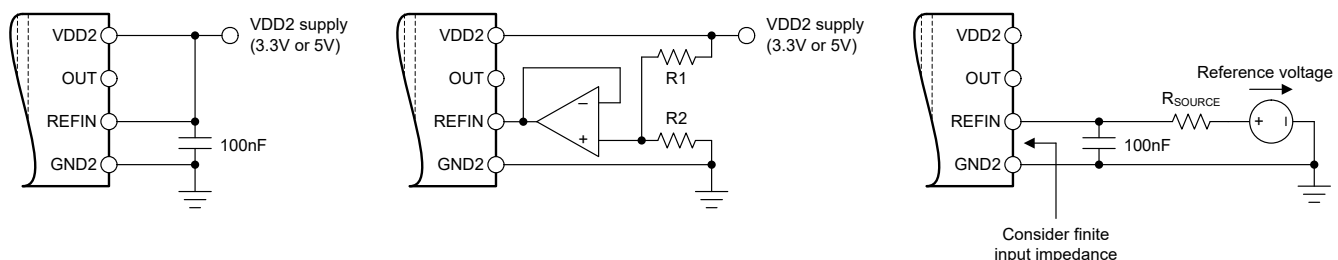 VDD2
OUT
REFIN
GND2
100nF
VDD2 supply
(3.3V or 5V)
VDD2
OUT
REFIN
GND2
−
+
R1
R2
VDD2 supply
(3.3V or 5V)
VDD2
OUT
REFIN
GND2
100nF
RSOURCE
Reference voltage
+
−
Consider finite
input impedance